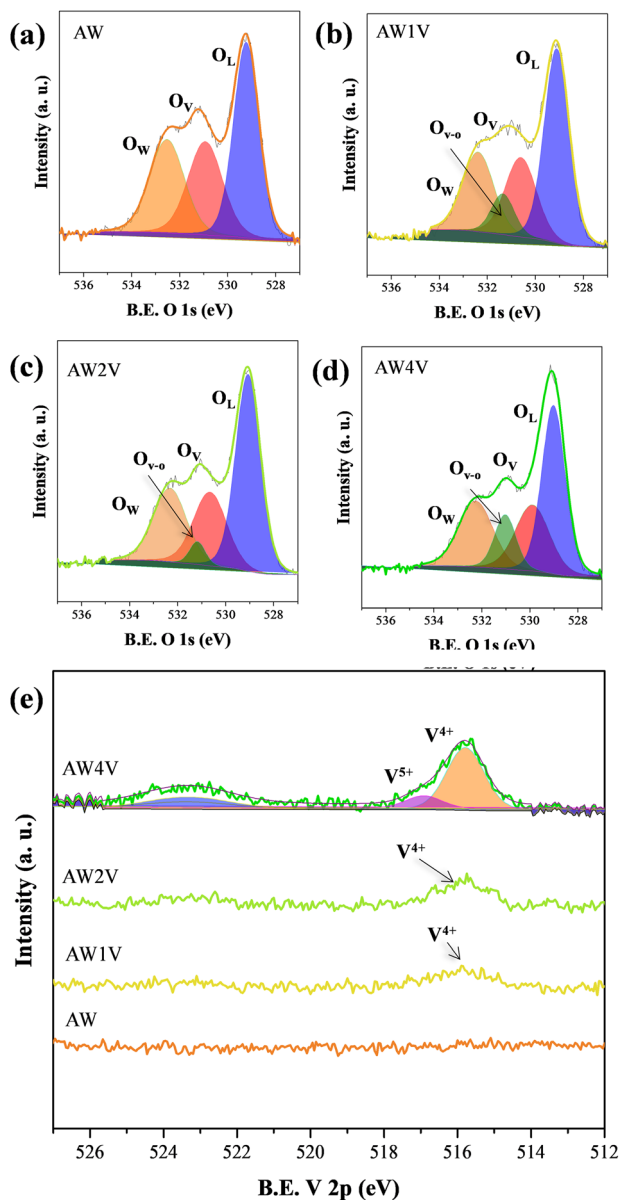 (a) AW
O_L
O_V
O_W
Intensity (a. u.)
536 534 532 530 528
B.E. O 1s (eV)
(b) AW1V
O_L
O_V
O_v-o
O_W
Intensity (a. u.)
536 534 532 530 528
B.E. O 1s (eV)
(c) AW2V
O_L
O_v-o
O_V
O_W
Intensity (a. u.)
536 534 532 530 528
B.E. O 1s (eV)
(d) AW4V
O_L
O_v-o
O_V
O_W
Intensity (a. u.)
536 534 532 530 528
B.E. O 1s (eV)
B.E. O 1s (eV)
(e)
V⁴⁺
AW4V
V⁵⁺
V⁴⁺
AW2V
V⁴⁺
AW1V
AW
Intensity (a. u.)
526 524 522 520 518 516 514 512
B.E. V 2p (eV)